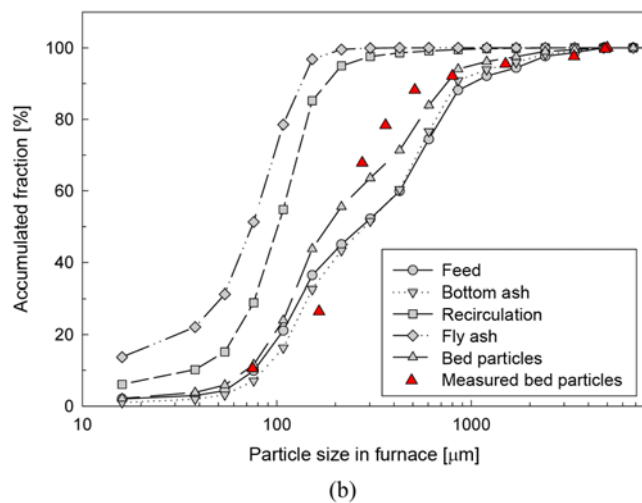 100
80
60
40
20
0
Accumulated fraction [%]
Feed
Bottom ash
Recirculation
Fly ash
Bed particles
Measured bed particles
10
100
1000
Particle size in furnace [μm]
(b)